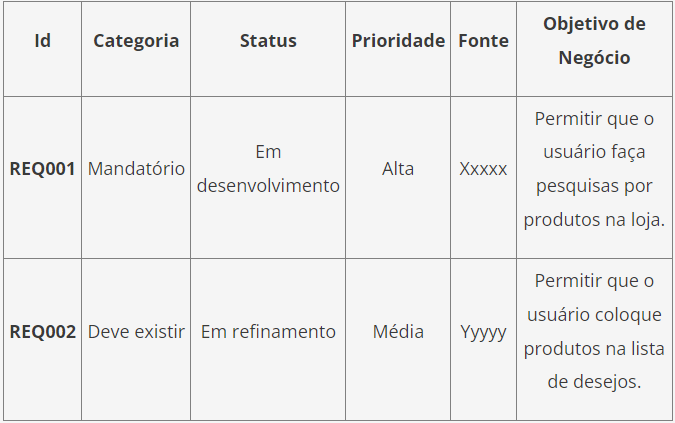 Id Categoria Status Prioridade Fonte Objetivo de
Negócio
REQ001 Mandatório Em
desenvolvimento Alta Xxxxx Permitir que o
usuário faça
pesquisas por
produtos na loja.
REQ002 Deve existir Em refinamento Média Yyyyy Permitir que o
usuário coloque
produtos na lista
de desejos.